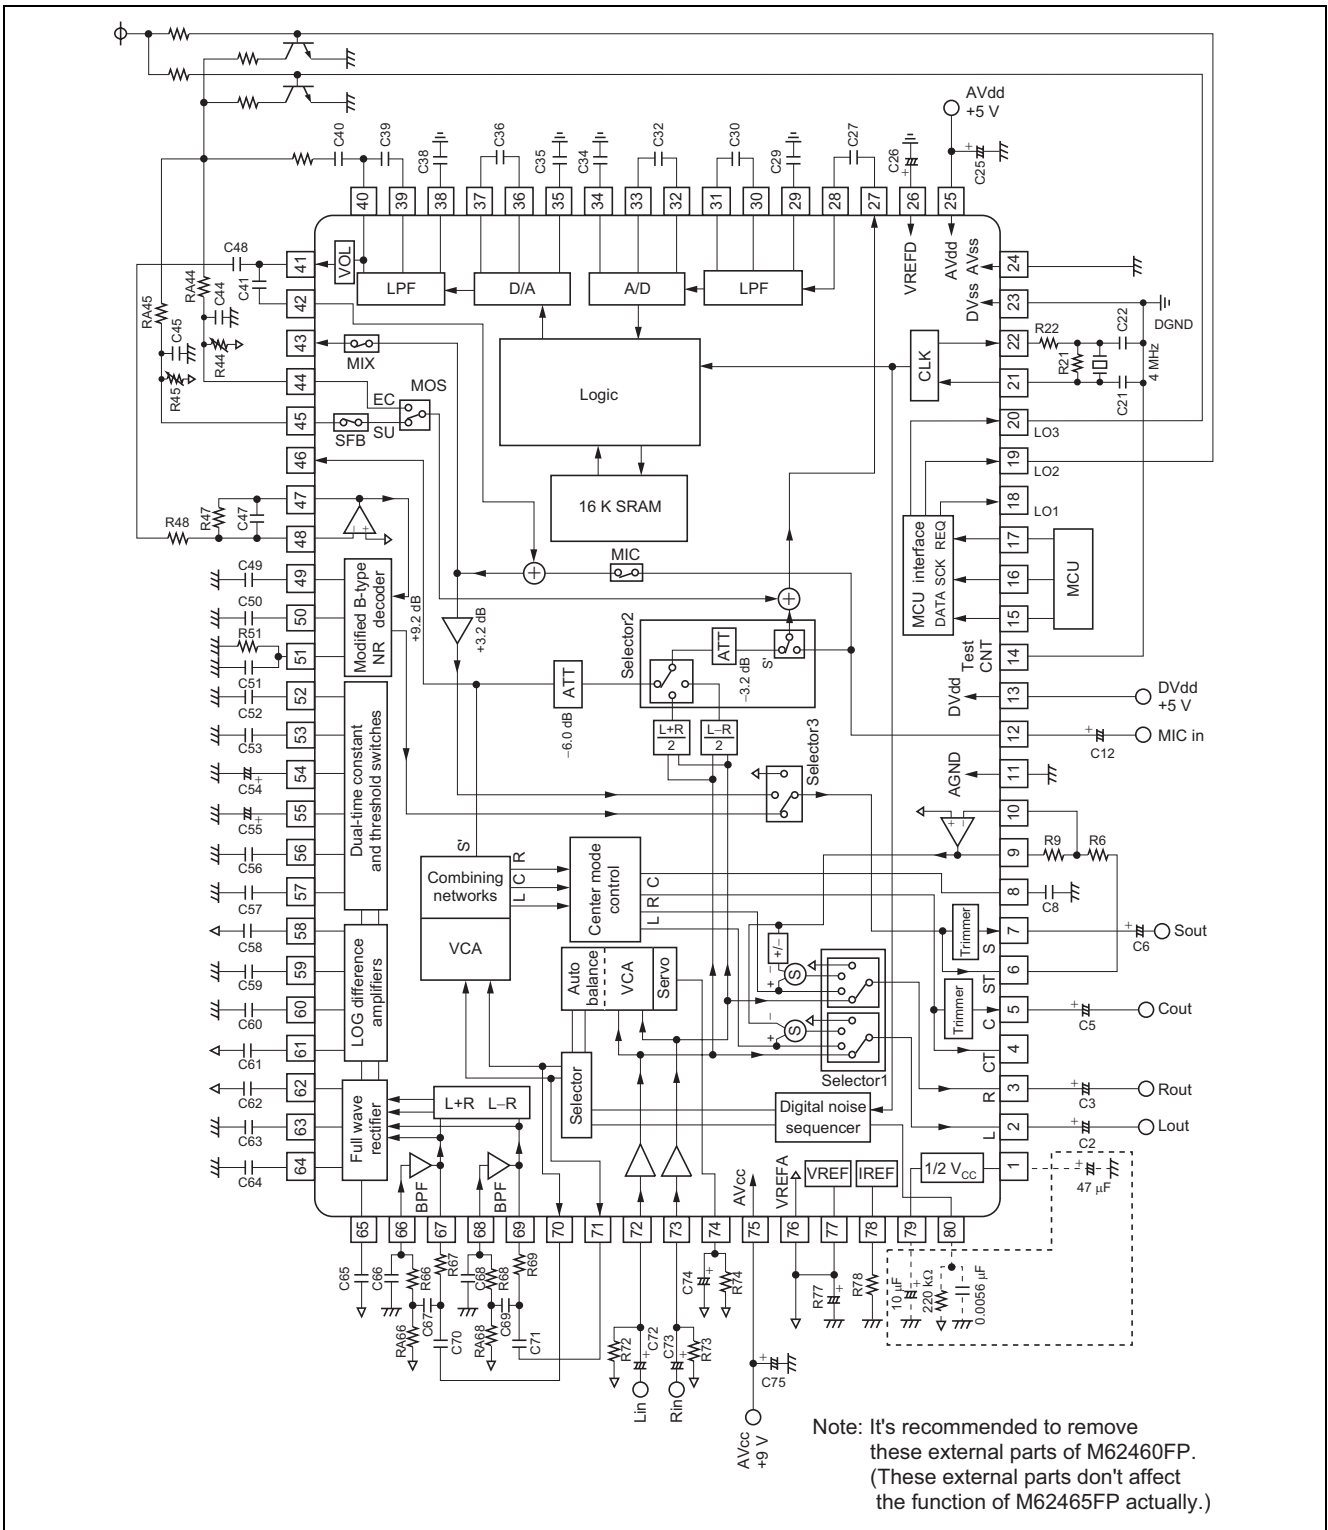 AVdd
+5 V
C40
C39
C38
C36
C35
C34
C32
C30
C29
C27
C26
C25
40
39
38
37
36
35
34
33
32
31
30
29
28
27
26
25
VREFD
AVdd
AVss
24
DVss
23
DGND
C48
41
VOL
C41
LPF
D/A
A/D
LPF
42
RA45
RA44
C44
C45
R44
R45
43
MIX
44
EC
MOS
45
SFB
SU
46
Logic
16 K SRAM
CLK
22
R22
C22
R21
4 MHz
21
C21
20
LO3
19
LO2
18
LO1
MCU interface
DATA SCK REQ
17
16
15
MCU
14
Test
CNT
47
R47
C47
R48
48
MIC
C49
49
C50
50
R51
51
C51
Modified B-type
NR decoder
+9.2 dB
+3.2 dB
Selector2
ATT
–3.2 dB
S'
ATT
–6.0 dB
L+R
2
L–R
2
DVdd
13
DVdd
+5 V
12
C12
MIC in
AGND
11
10
52
C52
53
C53
54
C54
55
C55
56
C56
57
C57
Dual-time constant
and threshold switches
Selector3
9
R9
R6
8
C8
S'
Combining
networks
VCA
L C R
Center mode
control
L R C
+/–
S
S
Trimmer
S
7
C6
Sout
ST
6
Trimmer
C
5
C5
Cout
CT
4
R
3
C3
Rout
L
2
C2
Lout
1
47 μF
58
C58
59
C59
60
C60
61
C61
LOG difference
amplifiers
Auto
balance
VCA
Servo
Selector1
62
C62
63
C63
64
C64
Full wave
rectifier
L+R L–R
Selector
Digital noise
sequencer
BPF
BPF
AVcc
VREFA
VREF
IREF
1/2 VCC
65
66
67
68
69
70
71
72
73
74
75
76
77
78
79
80
C65
C66
R66
R67
C68
R68
R69
RA66
C67
C70
RA68
C69
C71
R72
C72
C73
R73
C74
R74
R77
R78
10 μF
220 kΩ
0.0056 μF
Lin
Rin
C75
AVcc
+9 V
Note: It's recommended to remove
these external parts of M62460FP.
(These external parts don't affect
the function of M62465FP actually.)